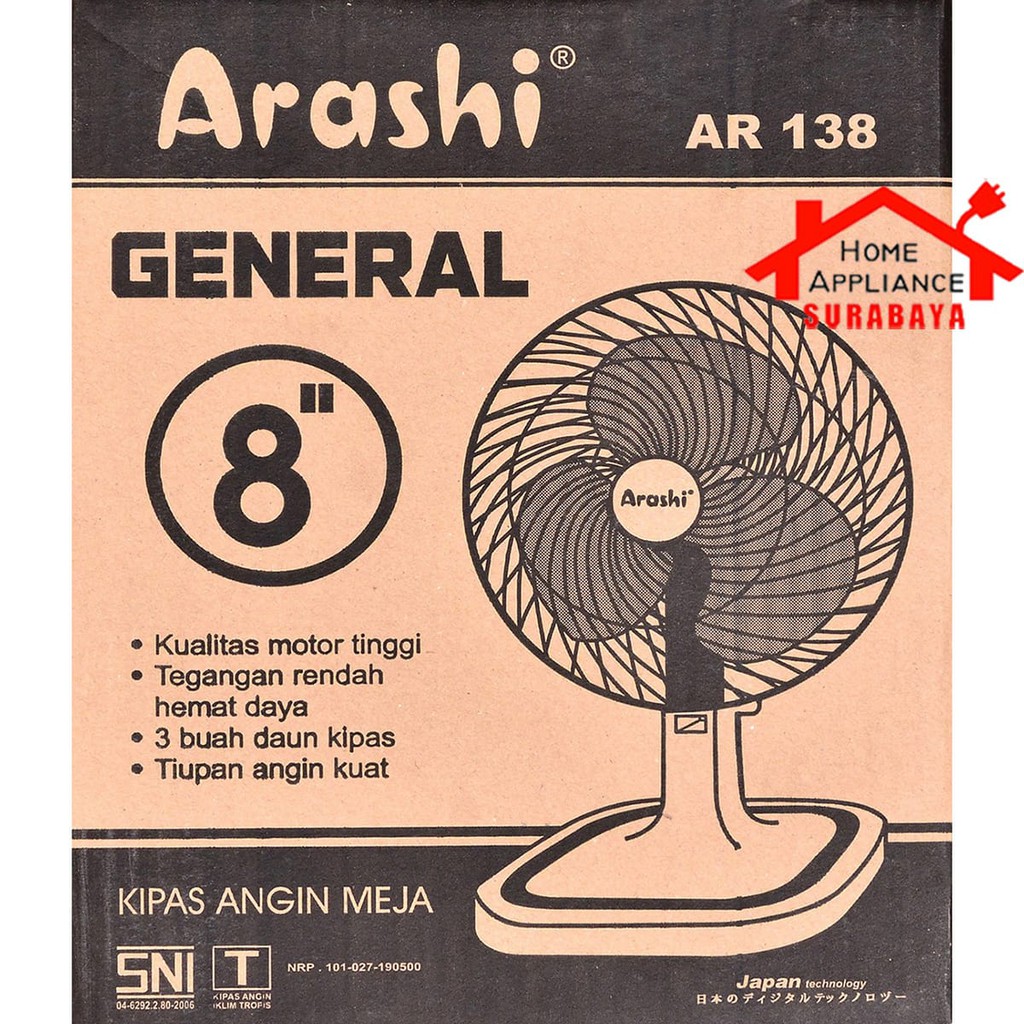 Arashi®
AR 138
HOME
APPLIANCE
SURABAYA
GENERAL
8"
Arashi
• Kualitas motor tinggi
• Tegangan rendah
hemat daya
• 3 buah daun kipas
• Tiupan angin kuat
KIPAS ANGIN MEJA
SNI
04-6292.2.80-2006
T
KIPAS ANGIN
IKLIM TROPIS
NRP . 101-027-190500
Japan technology
日本のディジタルテックノロヅー